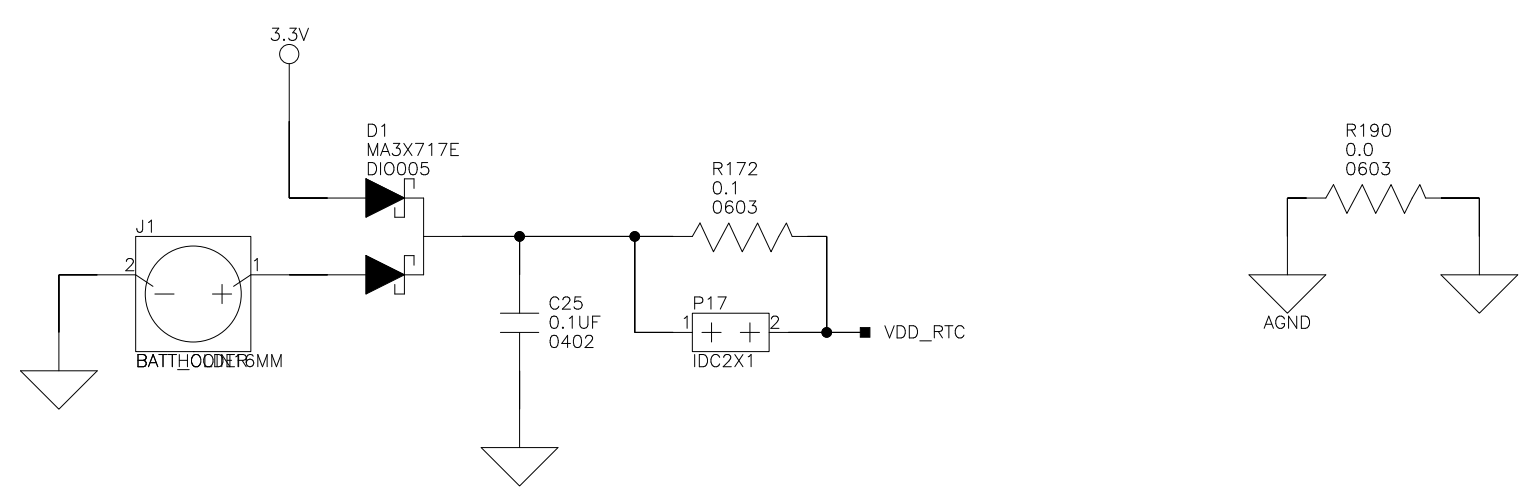 3.3V
D1
MA3X717E
DIO005
R172
0.1
0603
R190
0.0
0603
J1
2
1
C25
0.1UF
0402
P17
1
2
VDD_RTC
IDC2X1
AGND